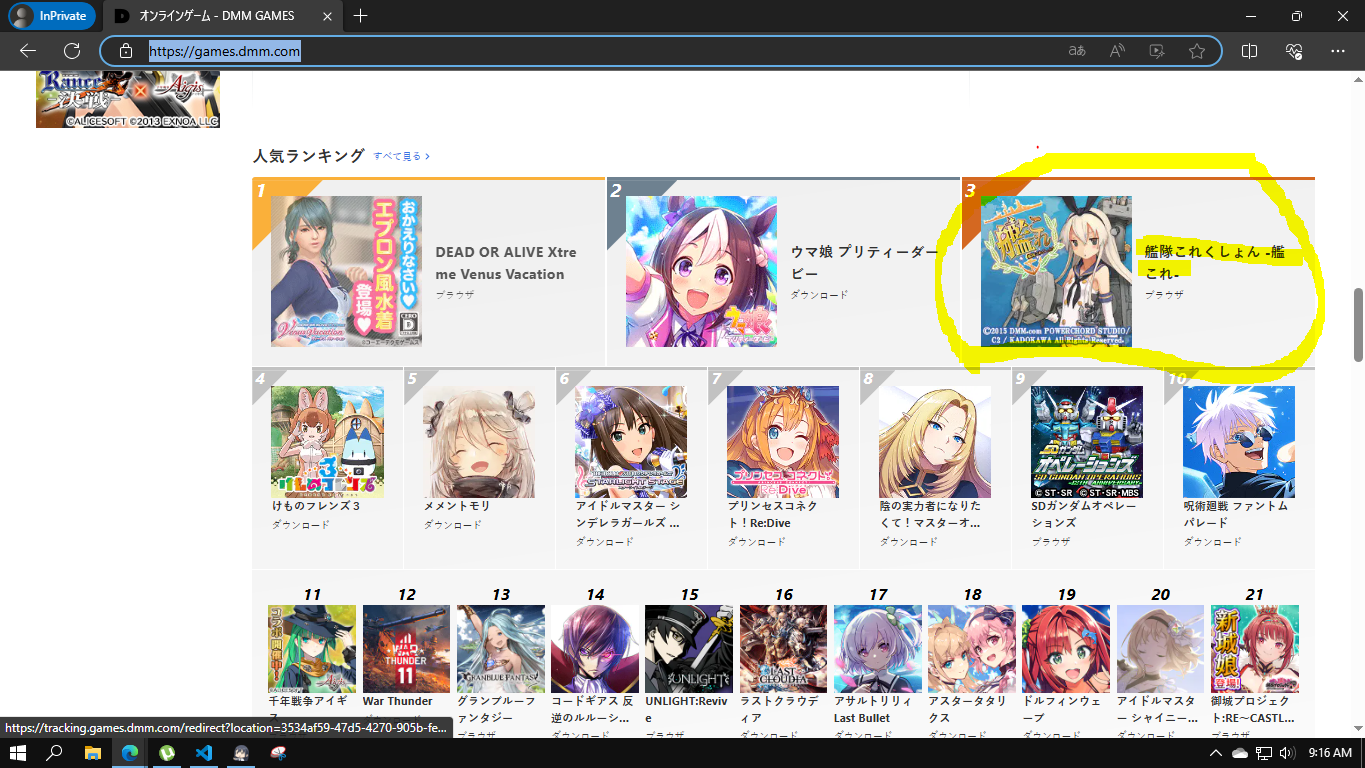 InPrivate
オンラインゲーム - DMM GAMES
https://games.dmm.com
Rance
決戦
Aigis
©ALICESOFT ©2013 EXNOA LLC
人気ランキング すべて見る
1
おかえりなさい♥
エプロン風水着
登場♥
Venus Vacation
D
©コーエーテクモゲームス
DEAD OR ALIVE Xtre
me Venus Vacation
ブラウザ
2
ウマ娘 プリティーダー
ビー
ダウンロード
3
艦これ
©2013 DMM.com POWERCHORD STUDIO/
C2 / KADOKAWA All Rights Reserved.
艦隊これくしょん -艦
これ-
ブラウザ
4
けものフレンズ3
けものフレンズ３
ダウンロード
5
メメントモリ
ダウンロード
6
STARLIGHT STAGE
アイドルマスター シ
ンデレラガールズ ...
ダウンロード
7
プリンセスコネクト!
Re:Dive
プリンセスコネク
ト！Re:Dive
ダウンロード
8
陰の実力者になりた
くて！マスターオ...
ダウンロード
9
SDガンダム
オペレーションズ
SD GUNDAM OPERATIONS
©ST・SR ©ST・SR・MBS
SDガンダムオペレー
ションズ
ブラウザ
10
呪術廻戦 ファントム
パレード
ダウンロード
11
コラボ開催中!
Aigis
千年戦争アイギ
ス
12
WAR
THUNDER
11
War Thunder
13
GRANBLUE FANTASY
グランブルーフ
ァンタジー
ブラウザ
14
コードギアス 反
逆のルルーシ...
ブラウザ
15
UNLIGHT
UNLIGHT:Reviv
e
ブラウザ
16
LAST
CLOUDIA
ラストクラウデ
ィア
ダウンロード
17
アサルトリリィ
Last Bullet
ダウンロード
18
アスタータタリ
クス
ダウンロード
19
ドルフィンウェ
ーブ
ダウンロード
20
アイドルマスタ
ー シャイニー...
ダウンロード
21
新城娘
登場!
御城プロジェク
ト:RE～CASTL...
ブラウザ
https://tracking.games.dmm.com/redirect?location=3534af59-47d5-4270-905b-fe...
9:16 AM